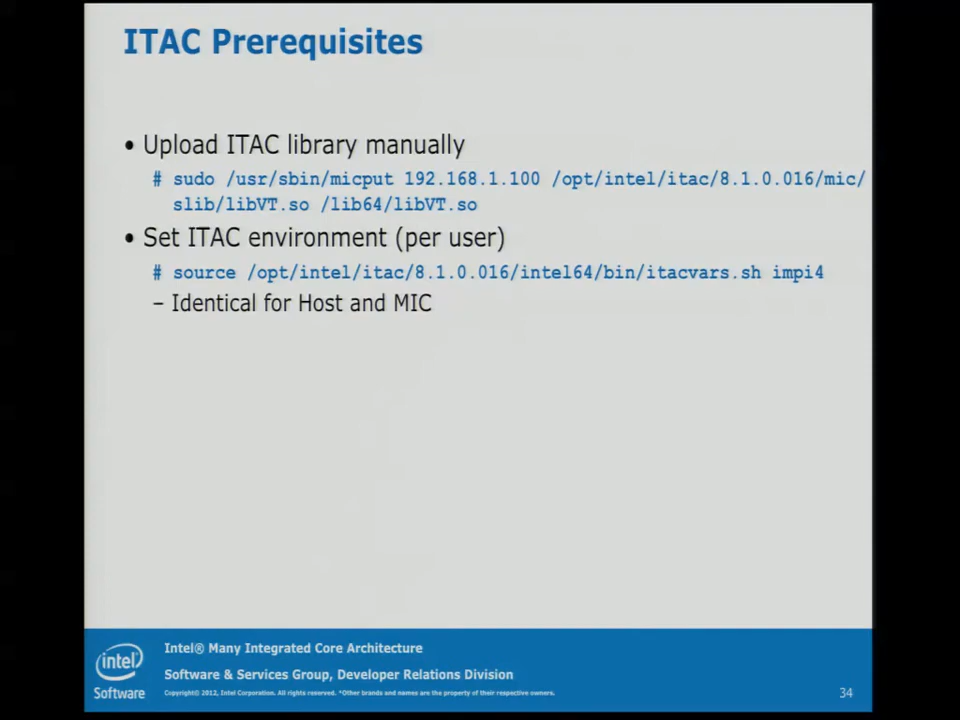 ITAC Prerequisites
• Upload ITAC library manually
# sudo /usr/sbin/micput 192.168.1.100 /opt/intel/itac/8.1.0.016/mic/
slib/libVT.so /lib64/libVT.so
• Set ITAC environment (per user)
# source /opt/intel/itac/8.1.0.016/intel64/bin/itacvars.sh impi4
– Identical for Host and MIC
intel
Software
Intel® Many Integrated Core Architecture
Software & Services Group, Developer Relations Division
Copyright© 2012, Intel Corporation. All rights reserved. *Other brands and names are the property of their respective owners.
34